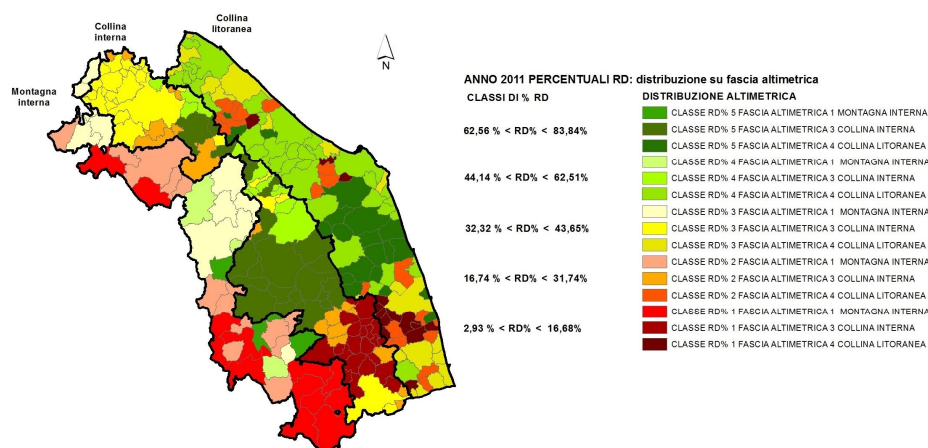 Collina
litoranea
Collina
interna
Montagna
interna
N
ANNO 2011 PERCENTUALI RD: distribuzione su fascia altimetrica
CLASSI DI % RD
DISTRIBUZIONE ALTIMETRICA
62,56 % < RD% < 83,84%
44,14 % < RD% < 62,51%
32,32 % < RD% < 43,65%
16,74 % < RD% < 31,74%
2,93 % < RD% < 16,68%
CLASSE RD% 5 FASCIA ALTIMETRICA 1 MONTAGNA INTERNA
CLASSE RD% 5 FASCIA ALTIMETRICA 3 COLLINA INTERNA
CLASSE RD% 5 FASCIA ALTIMETRICA 4 COLLINA LITORANEA
CLASSE RD% 4 FASCIA ALTIMETRICA 1 MONTAGNA INTERNA
CLASSE RD% 4 FASCIA ALTIMETRICA 3 COLLINA INTERNA
CLASSE RD% 4 FASCIA ALTIMETRICA 4 COLLINA LITORANEA
CLASSE RD% 3 FASCIA ALTIMETRICA 1 MONTAGNA INTERNA
CLASSE RD% 3 FASCIA ALTIMETRICA 3 COLLINA INTERNA
CLASSE RD% 3 FASCIA ALTIMETRICA 4 COLLINA LITORANEA
CLASSE RD% 2 FASCIA ALTIMETRICA 1 MONTAGNA INTERNA
CLASSE RD% 2 FASCIA ALTIMETRICA 3 COLLINA INTERNA
CLASSE RD% 2 FASCIA ALTIMETRICA 4 COLLINA LITORANEA
CLASSE RD% 1 FASCIA ALTIMETRICA 1 MONTAGNA INTERNA
CLASSE RD% 1 FASCIA ALTIMETRICA 3 COLLINA INTERNA
CLASSE RD% 1 FASCIA ALTIMETRICA 4 COLLINA LITORANEA